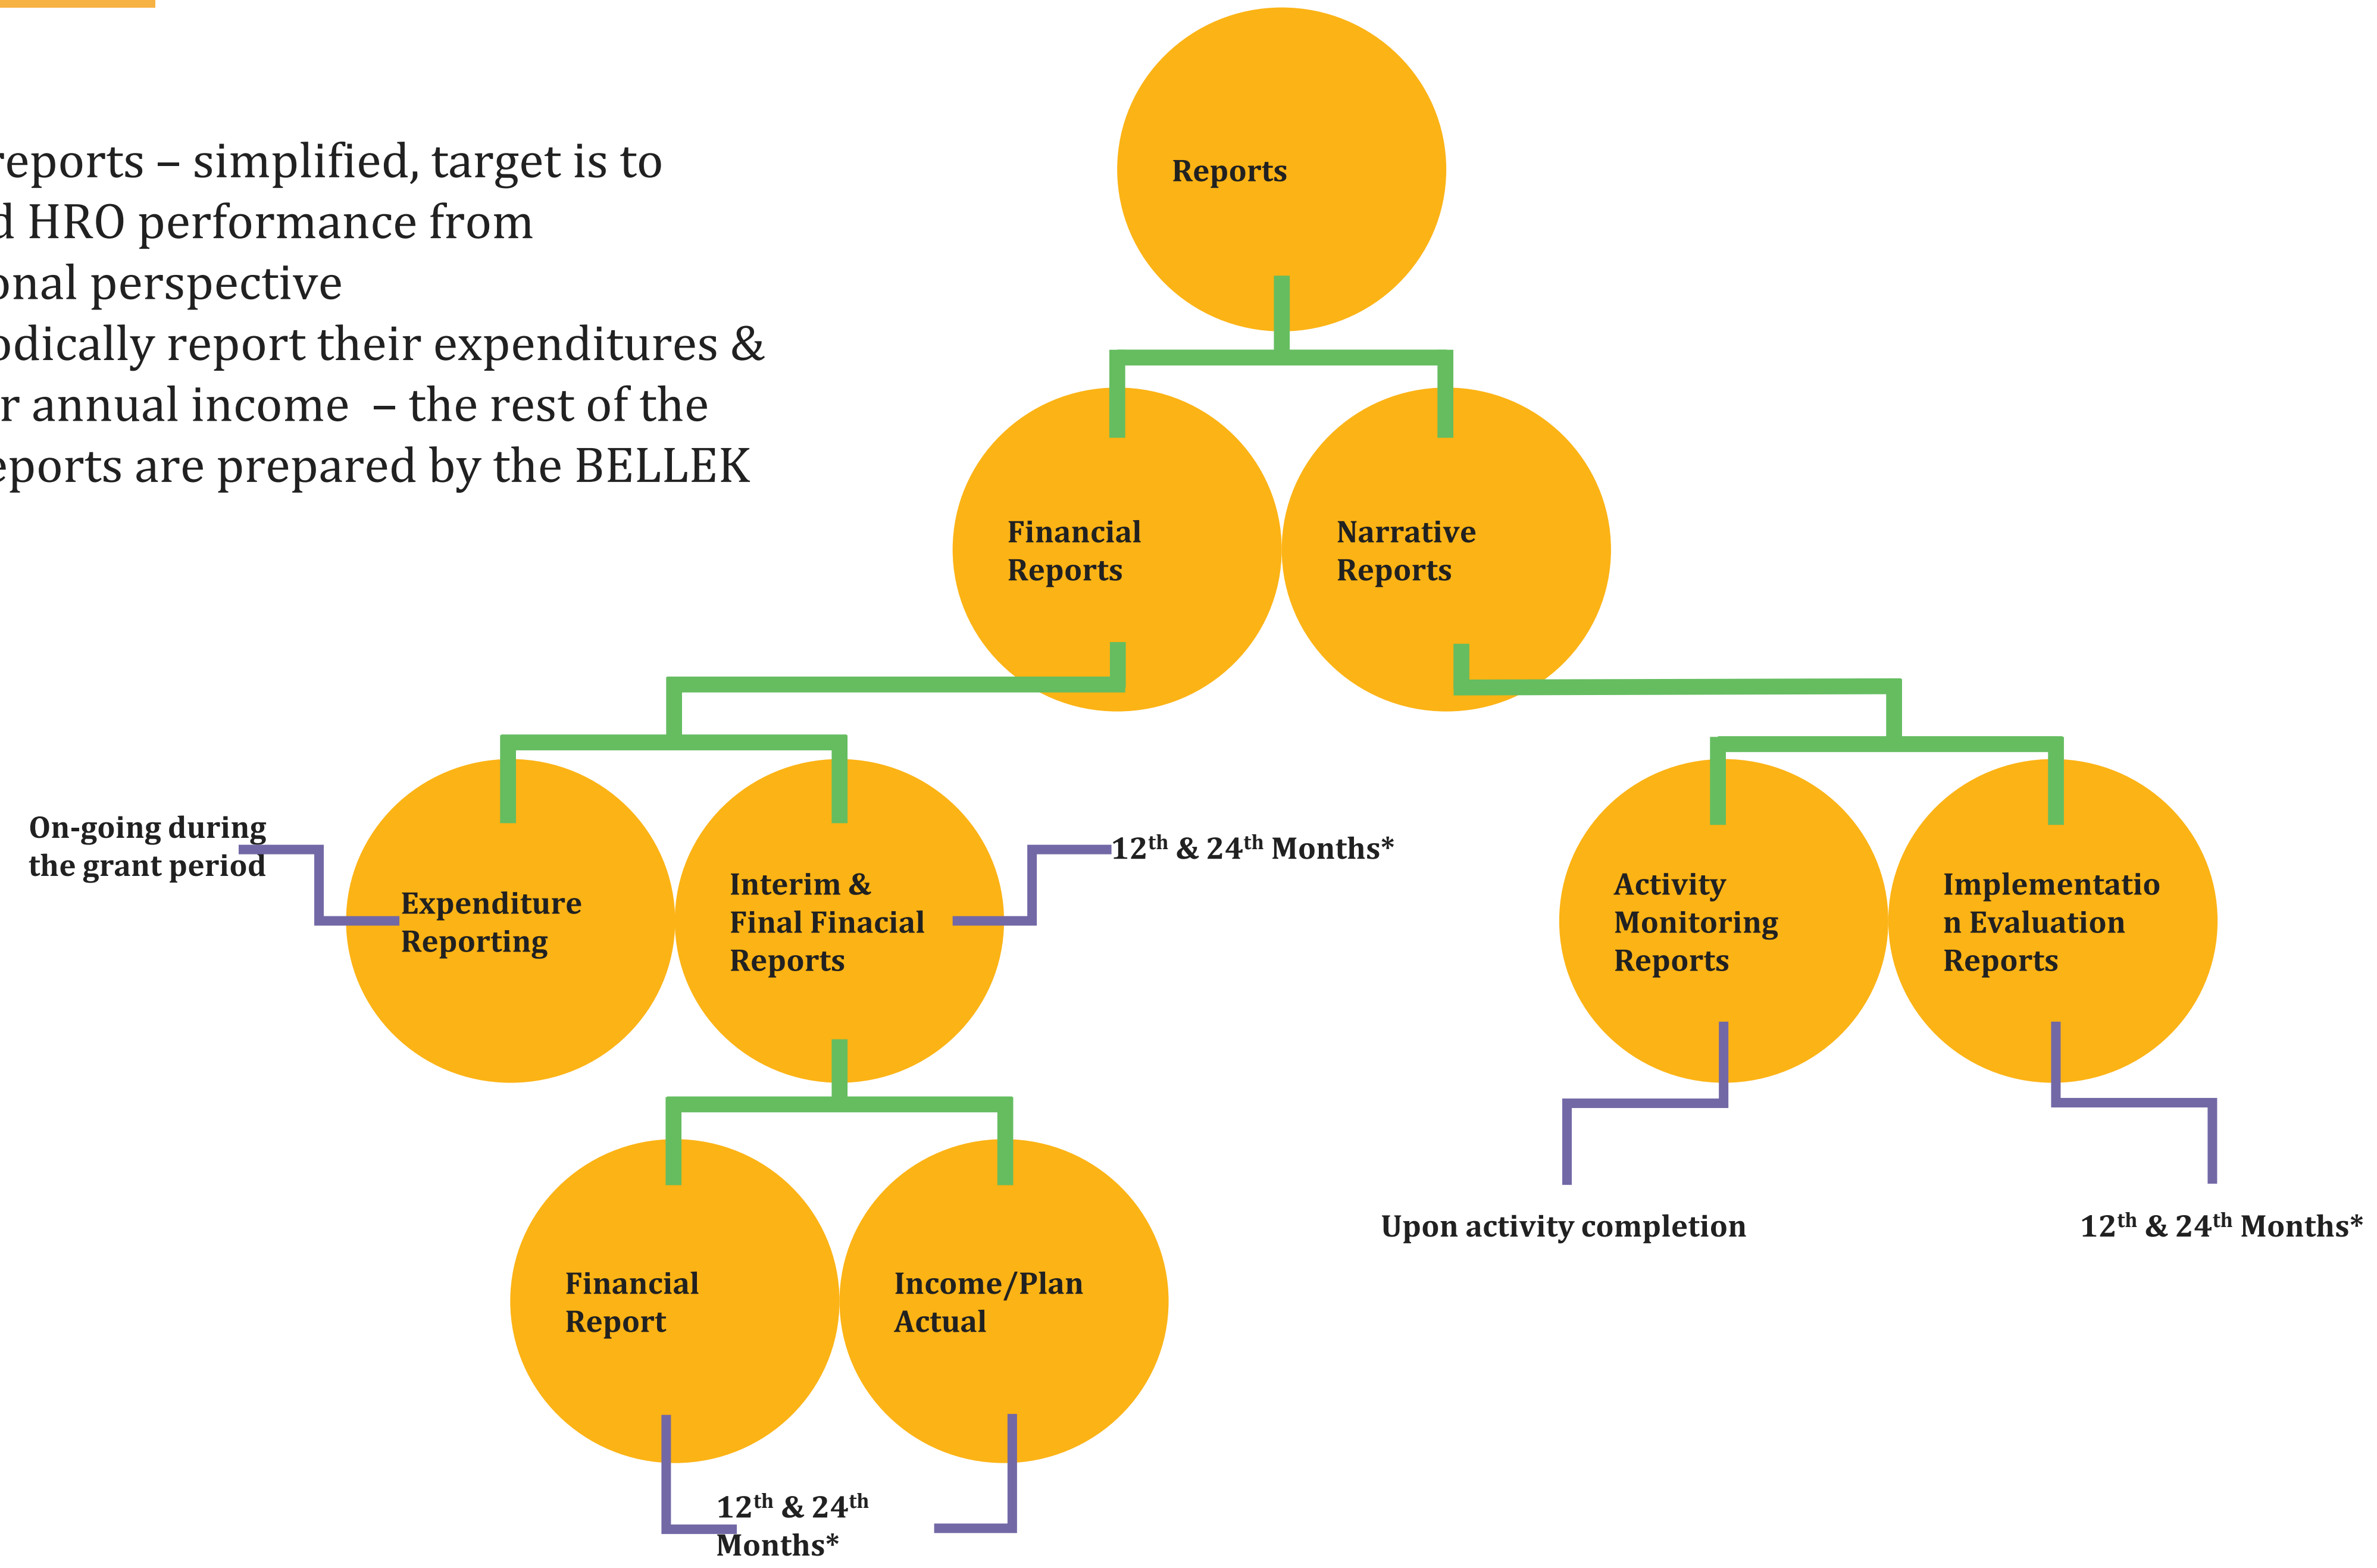 reports – simplified, target is to
d HRO performance from
onal perspective
odically report their expenditures &
r annual income – the rest of the
eports are prepared by the BELLEK
Reports
Financial
Reports
Narrative
Reports
On-going during
the grant period
Expenditure
Reporting
Interim &
Final Finacial
Reports
12th & 24th Months*
Activity
Monitoring
Reports
Implementatio
n Evaluation
Reports
Financial
Report
Income/Plan
Actual
Upon activity completion
12th & 24th Months*
12th & 24th
Months*